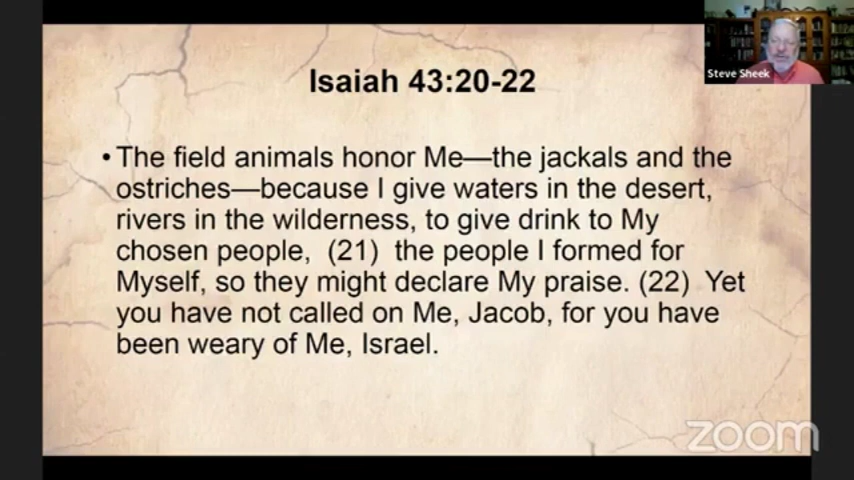 Isaiah 43:20-22
Steve Sheek
• The field animals honor Me—the jackals and the
ostriches—because I give waters in the desert,
rivers in the wilderness, to give drink to My
chosen people, (21) the people I formed for
Myself, so they might declare My praise. (22) Yet
you have not called on Me, Jacob, for you have
been weary of Me, Israel.
zoom